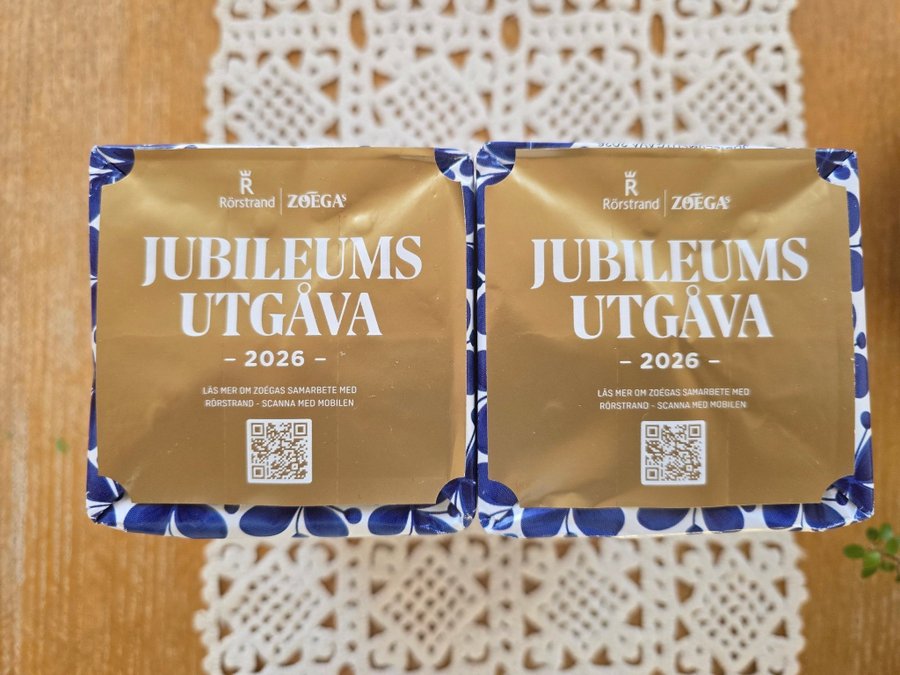 R
Rörstrand | ZOÉGAS
JUBILEUMS
UTGÅVA
– 2026 –
LÄS MER OM ZOÉGAS SAMARBETE MED
RÖRSTRAND - SCANNA MED MOBILEN
R
Rörstrand | ZOÉGAS
JUBILEUMS
UTGÅVA
– 2026 –
LÄS MER OM ZOÉGAS SAMARBETE MED
RÖRSTRAND - SCANNA MED MOBILEN